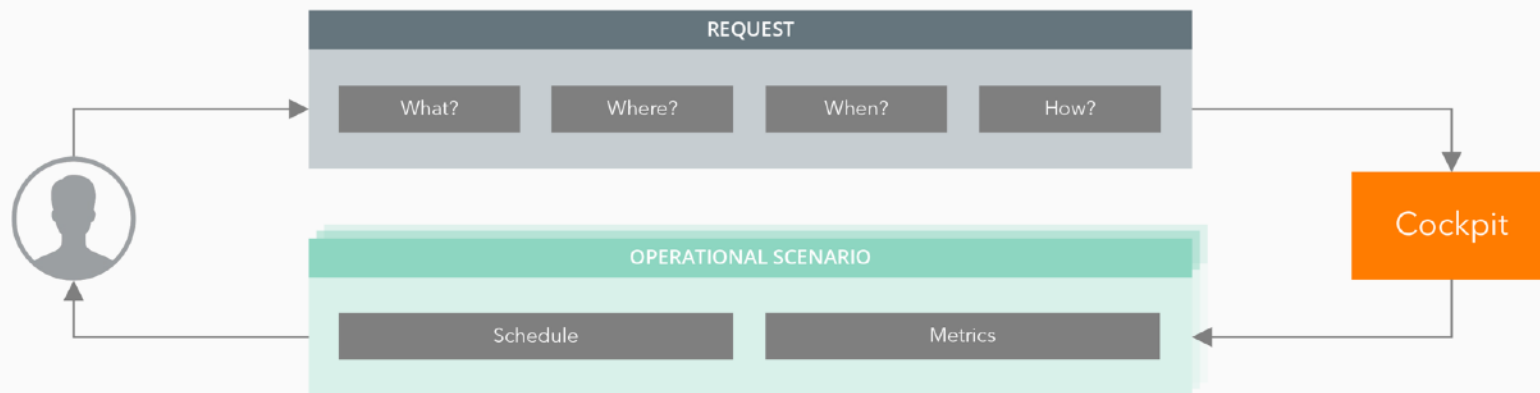 REQUEST
What? Where? When? How?
Cockpit
OPERATIONAL SCENARIO
Schedule Metrics